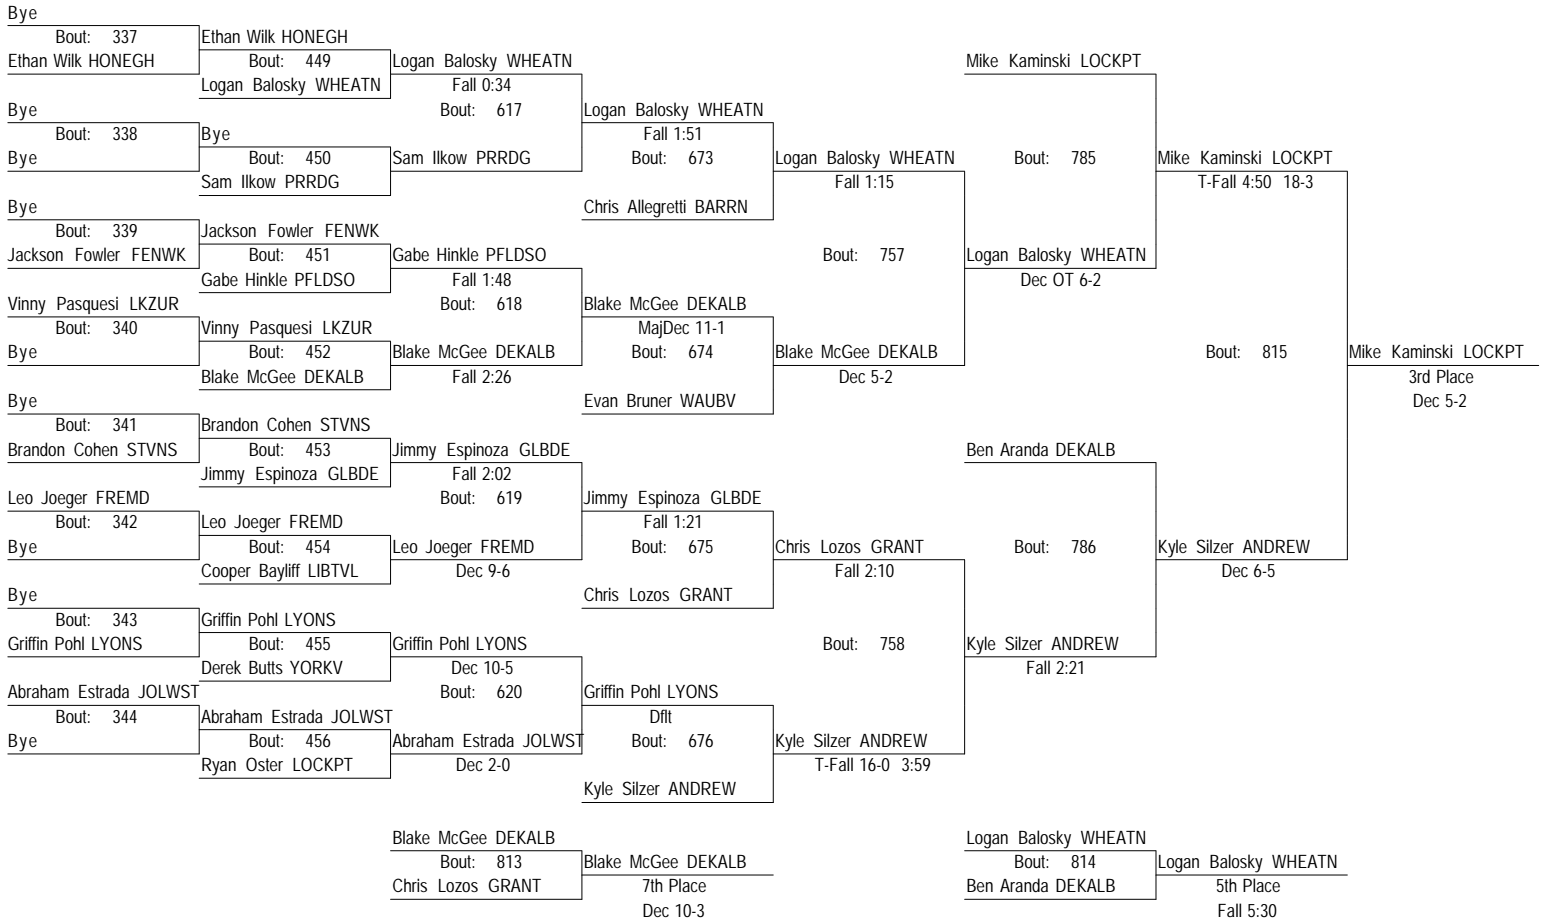 Bye
Bout: 337
Ethan Wilk HONEGH
Bye
Bout: 338
Bye
Bye
Bout: 339
Jackson Fowler FENWK
Vinny Pasquesi LKZUR
Bout: 340
Bye
Bye
Bout: 341
Brandon Cohen STVNS
Leo Joeger FREMD
Bout: 342
Bye
Bye
Bout: 343
Griffin Pohl LYONS
Abraham Estrada JOLWST
Bout: 344
Bye
Ethan Wilk HONEGH
Bout: 449
Logan Balosky WHEATN
Bye
Bout: 450
Sam Ilkow PRRDG
Jackson Fowler FENWK
Bout: 451
Gabe Hinkle PFLDSO
Vinny Pasquesi LKZUR
Bout: 452
Blake McGee DEKALB
Brandon Cohen STVNS
Bout: 453
Jimmy Espinoza GLBDE
Leo Joeger FREMD
Bout: 454
Cooper Bayliff LIBTVL
Griffin Pohl LYONS
Bout: 455
Derek Butts YORKV
Abraham Estrada JOLWST
Bout: 456
Ryan Oster LOCKPT
Logan Balosky WHEATN
Fall 0:34
Bout: 617
Sam Ilkow PRRDG
Gabe Hinkle PFLDSO
Fall 1:48
Bout: 618
Blake McGee DEKALB
Fall 2:26
Jimmy Espinoza GLBDE
Fall 2:02
Bout: 619
Leo Joeger FREMD
Dec 9-6
Griffin Pohl LYONS
Dec 10-5
Bout: 620
Abraham Estrada JOLWST
Dec 2-0
Logan Balosky WHEATN
Fall 1:51
Bout: 673
Chris Allegretti BARRN
Blake McGee DEKALB
MajDec 11-1
Bout: 674
Evan Bruner WAUBV
Jimmy Espinoza GLBDE
Fall 1:21
Bout: 675
Chris Lozos GRANT
Griffin Pohl LYONS
Dflt
Bout: 676
Kyle Silzer ANDREW
Logan Balosky WHEATN
Fall 1:15
Bout: 757
Blake McGee DEKALB
Dec 5-2
Chris Lozos GRANT
Fall 2:10
Bout: 758
Kyle Silzer ANDREW
T-Fall 16-0 3:59
Mike Kaminski LOCKPT
Bout: 785
Logan Balosky WHEATN
Dec OT 6-2
Ben Aranda DEKALB
Bout: 786
Kyle Silzer ANDREW
Fall 2:21
Mike Kaminski LOCKPT
T-Fall 4:50 18-3
Bout: 815
Kyle Silzer ANDREW
Dec 6-5
Mike Kaminski LOCKPT
3rd Place
Dec 5-2
Blake McGee DEKALB
Bout: 813
Chris Lozos GRANT
Blake McGee DEKALB
7th Place
Dec 10-3
Logan Balosky WHEATN
Bout: 814
Ben Aranda DEKALB
Logan Balosky WHEATN
5th Place
Fall 5:30